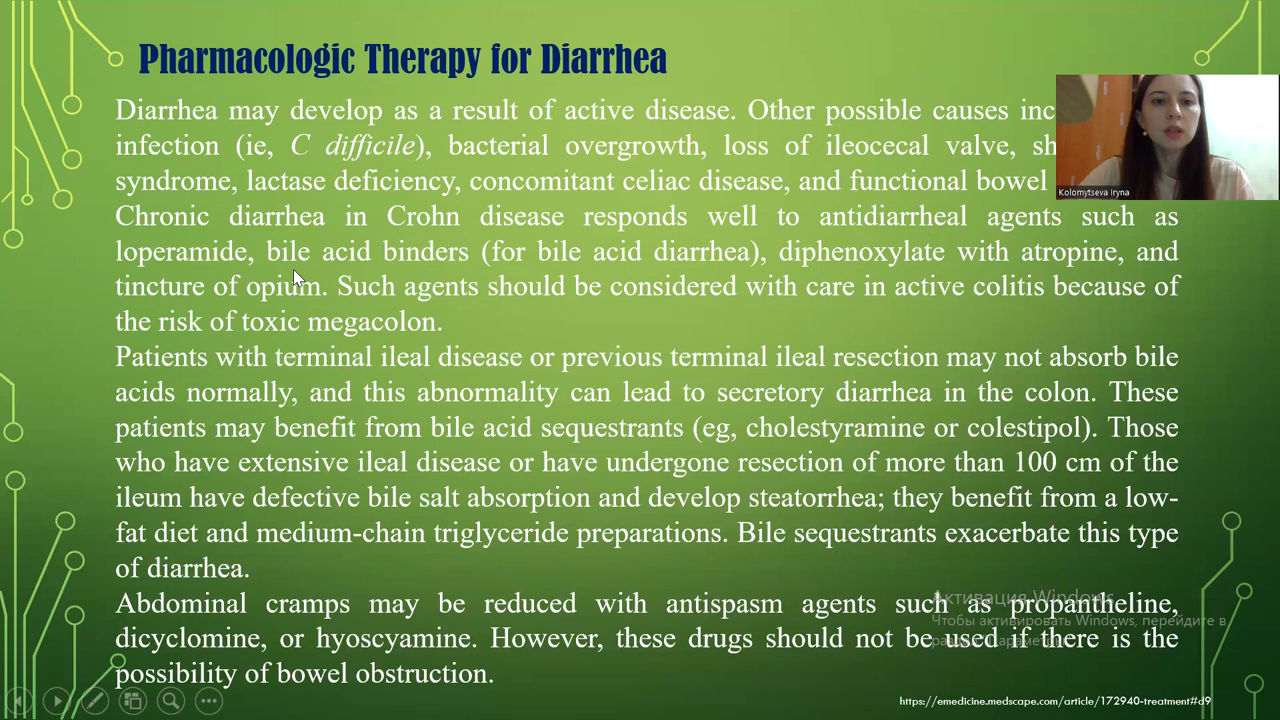 Pharmacologic Therapy for Diarrhea
Diarrhea may develop as a result of active disease. Other possible causes inc
infection (ie, C difficile), bacterial overgrowth, loss of ileocecal valve, sh
syndrome, lactase deficiency, concomitant celiac disease, and functional bowel
Kolomytseva Iryna
Chronic diarrhea in Crohn disease responds well to antidiarrheal agents such as
loperamide, bile acid binders (for bile acid diarrhea), diphenoxylate with atropine, and
tincture of opium. Such agents should be considered with care in active colitis because of
the risk of toxic megacolon.
Patients with terminal ileal disease or previous terminal ileal resection may not absorb bile
acids normally, and this abnormality can lead to secretory diarrhea in the colon. These
patients may benefit from bile acid sequestrants (eg, cholestyramine or colestipol). Those
who have extensive ileal disease or have undergone resection of more than 100 cm of the
ileum have defective bile salt absorption and develop steatorrhea; they benefit from a low-
fat diet and medium-chain triglyceride preparations. Bile sequestrants exacerbate this type
of diarrhea.
Abdominal cramps may be reduced with antispasm agents such as propantheline,
dicyclomine, or hyoscyamine. However, these drugs should not be used if there is the
possibility of bowel obstruction.
Активация Windows
Чтобы активировать Windows, перейдите в
https://emedicine.medscape.com/article/172940-treatment#d9